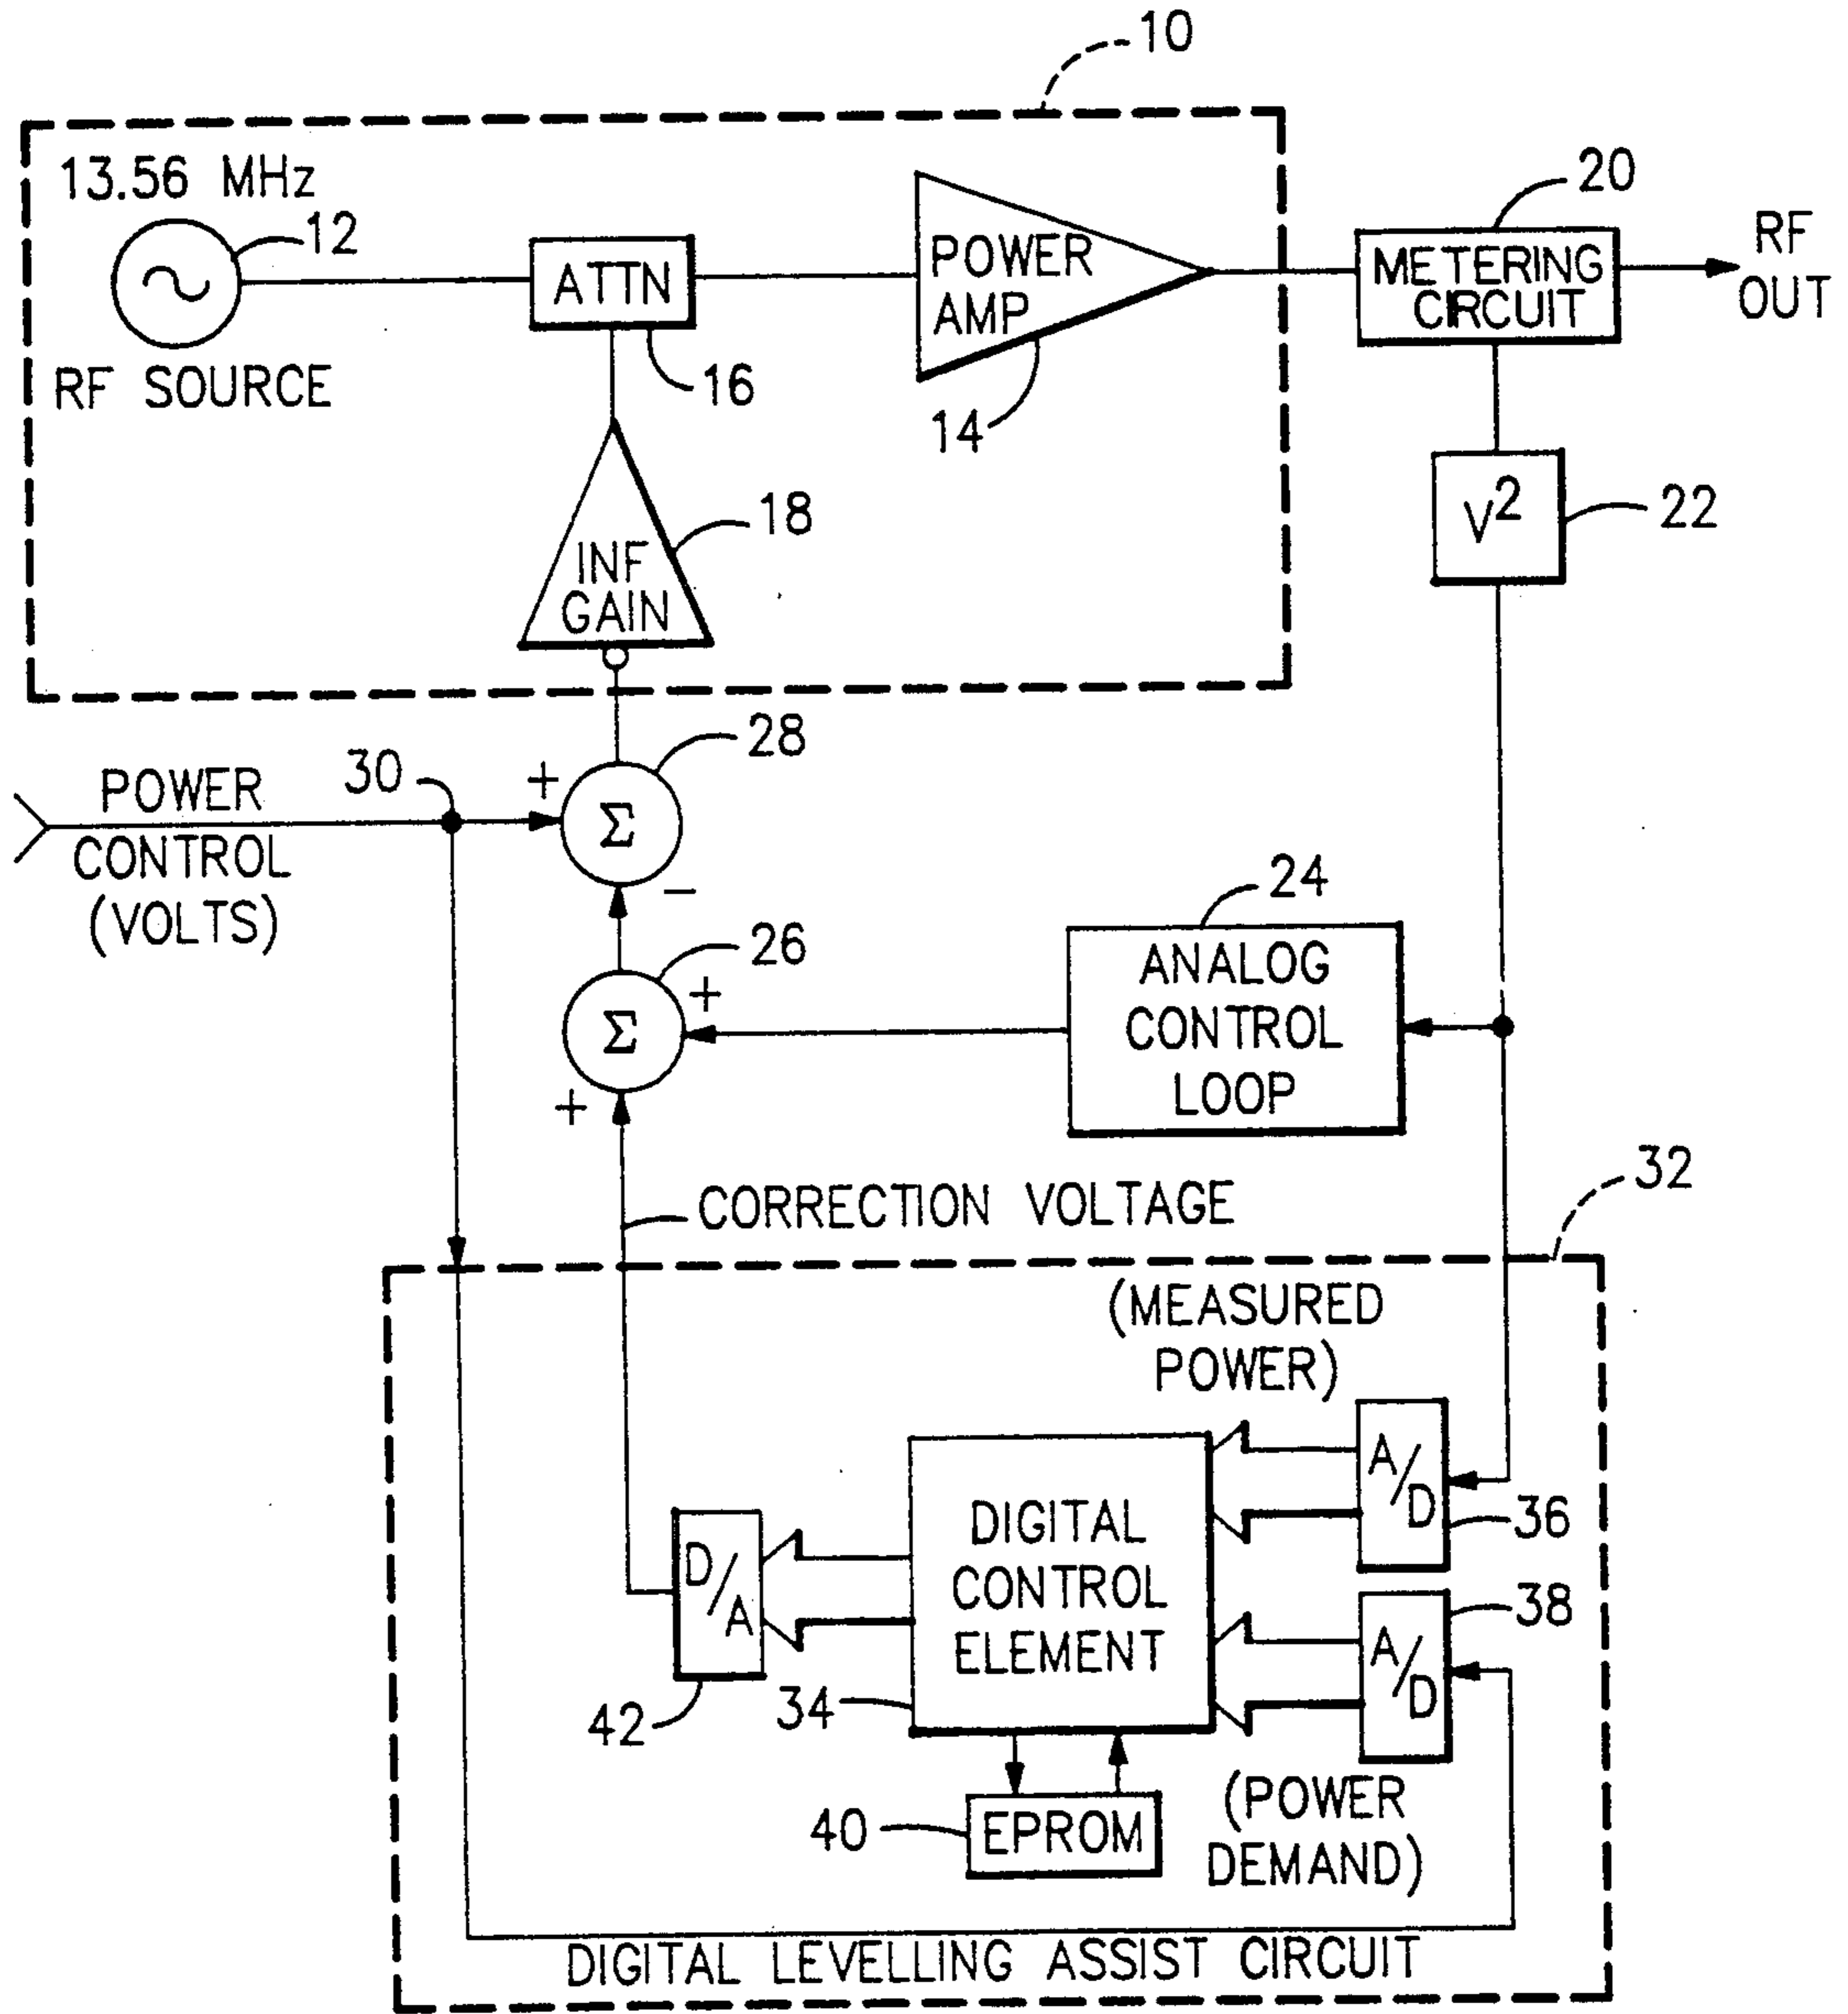 10
13.56 MHz
12
RF SOURCE
ATTN
16
POWER
AMP
14
INF
GAIN
18
20
METERING
CIRCUIT
RF
OUT
V²
22
28
30
POWER
CONTROL
(VOLTS)
+
Σ
−
26
+
Σ
+
24
ANALOG
CONTROL
LOOP
CORRECTION VOLTAGE
32
(MEASURED
POWER)
A/D
36
DIGITAL
CONTROL
ELEMENT
34
D/A
42
A/D
38
(POWER
DEMAND)
40
EPROM
DIGITAL LEVELLING ASSIST CIRCUIT